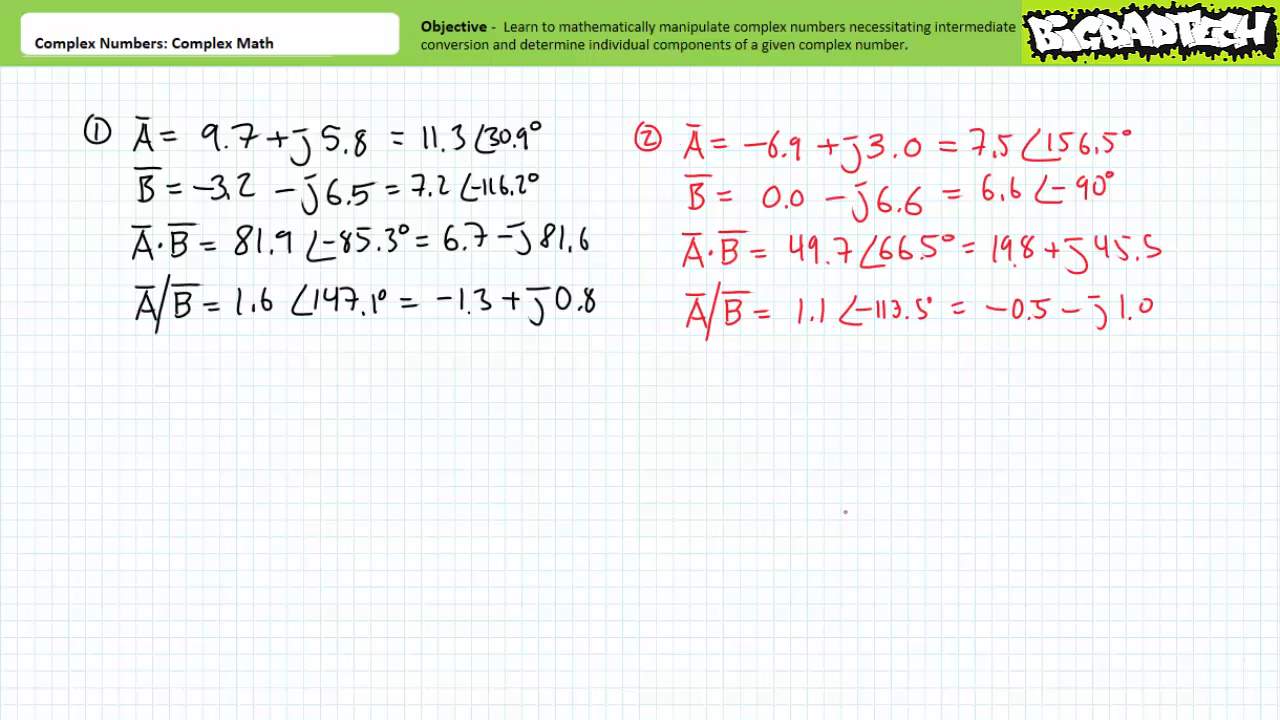 Complex Numbers: Complex Math
Objective - Learn to mathematically manipulate complex numbers necessitating intermediate
conversion and determine individual components of a given complex number.
BIGBADTECH
① A̅ = 9.7 + j5.8 = 11.3 ∠30.9°
B̅ = -3.2 - j6.5 = 7.2 ∠-116.2°
A̅·B̅ = 81.9 ∠-85.3° = 6.7 - j81.6
A̅/B̅ = 1.6 ∠147.1° = -1.3 + j0.8
② A̅ = -6.9 + j3.0 = 7.5 ∠156.5°
B̅ = 0.0 - j6.6 = 6.6 ∠-90°
A̅·B̅ = 49.7 ∠66.5° = 19.8 + j45.5
A̅/B̅ = 1.1 ∠-113.5° = -0.5 - j1.0